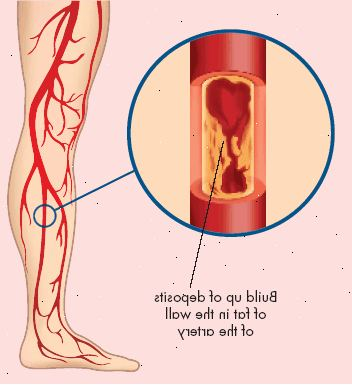 Build up of deposits
of fat in the wall
of the artery